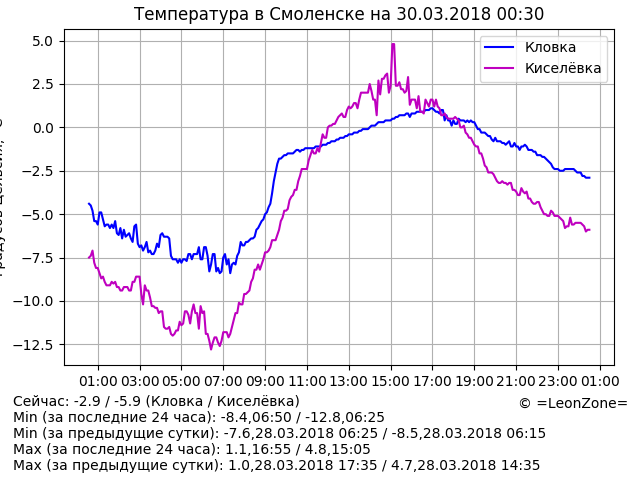 Температура в Смоленске на 30.03.2018 00:30
Кловка
Киселёвка
5.0
2.5
0.0
−2.5
−5.0
−7.5
−10.0
−12.5
01:00 03:00 05:00 07:00 09:00 11:00 13:00 15:00 17:00 19:00 21:00 23:00 01:00
Сейчас: -2.9 / -5.9 (Кловка / Киселёвка)
© =LeonZone=
Min (за последние 24 часа): -8.4,06:50 / -12.8,06:25
Min (за предыдущие сутки): -7.6,28.03.2018 06:25 / -8.5,28.03.2018 06:15
Max (за последние 24 часа): 1.1,16:55 / 4.8,15:05
Max (за предыдущие сутки): 1.0,28.03.2018 17:35 / 4.7,28.03.2018 14:35